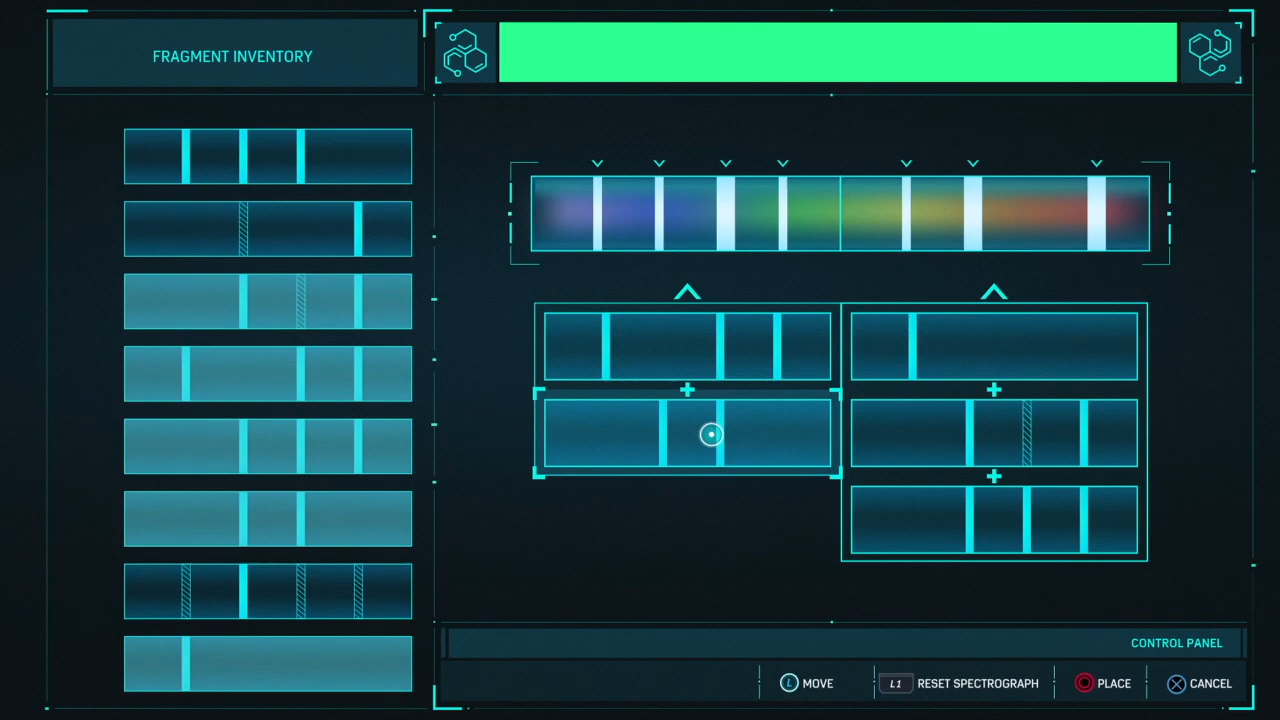 FRAGMENT INVENTORY
CONTROL PANEL
L MOVE
L1 RESET SPECTROGRAPH
PLACE
CANCEL